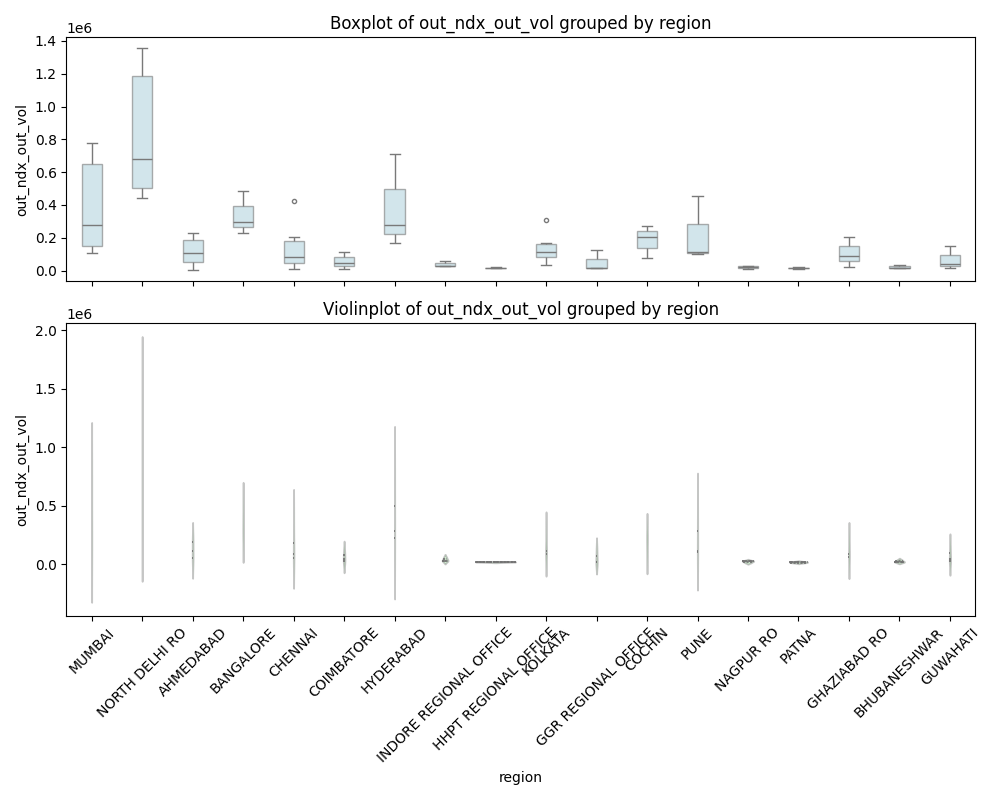 Boxplot of out_ndx_out_vol grouped by region
1e6
1.4
1.2
1.0
0.8
0.6
0.4
0.2
0.0
out_ndx_out_vol
Violinplot of out_ndx_out_vol grouped by region
1e6
2.0
1.5
1.0
0.5
0.0
out_ndx_out_vol
MUMBAI
NORTH DELHI RO
AHMEDABAD
BANGALORE
CHENNAI
COIMBATORE
HYDERABAD
INDORE REGIONAL OFFICE
HHPT REGIONAL OFFICE
KOLKATA
GGR REGIONAL OFFICE
COCHIN
PUNE
NAGPUR RO
PATNA
GHAZIABAD RO
BHUBANESHWAR
GUWAHATI
region